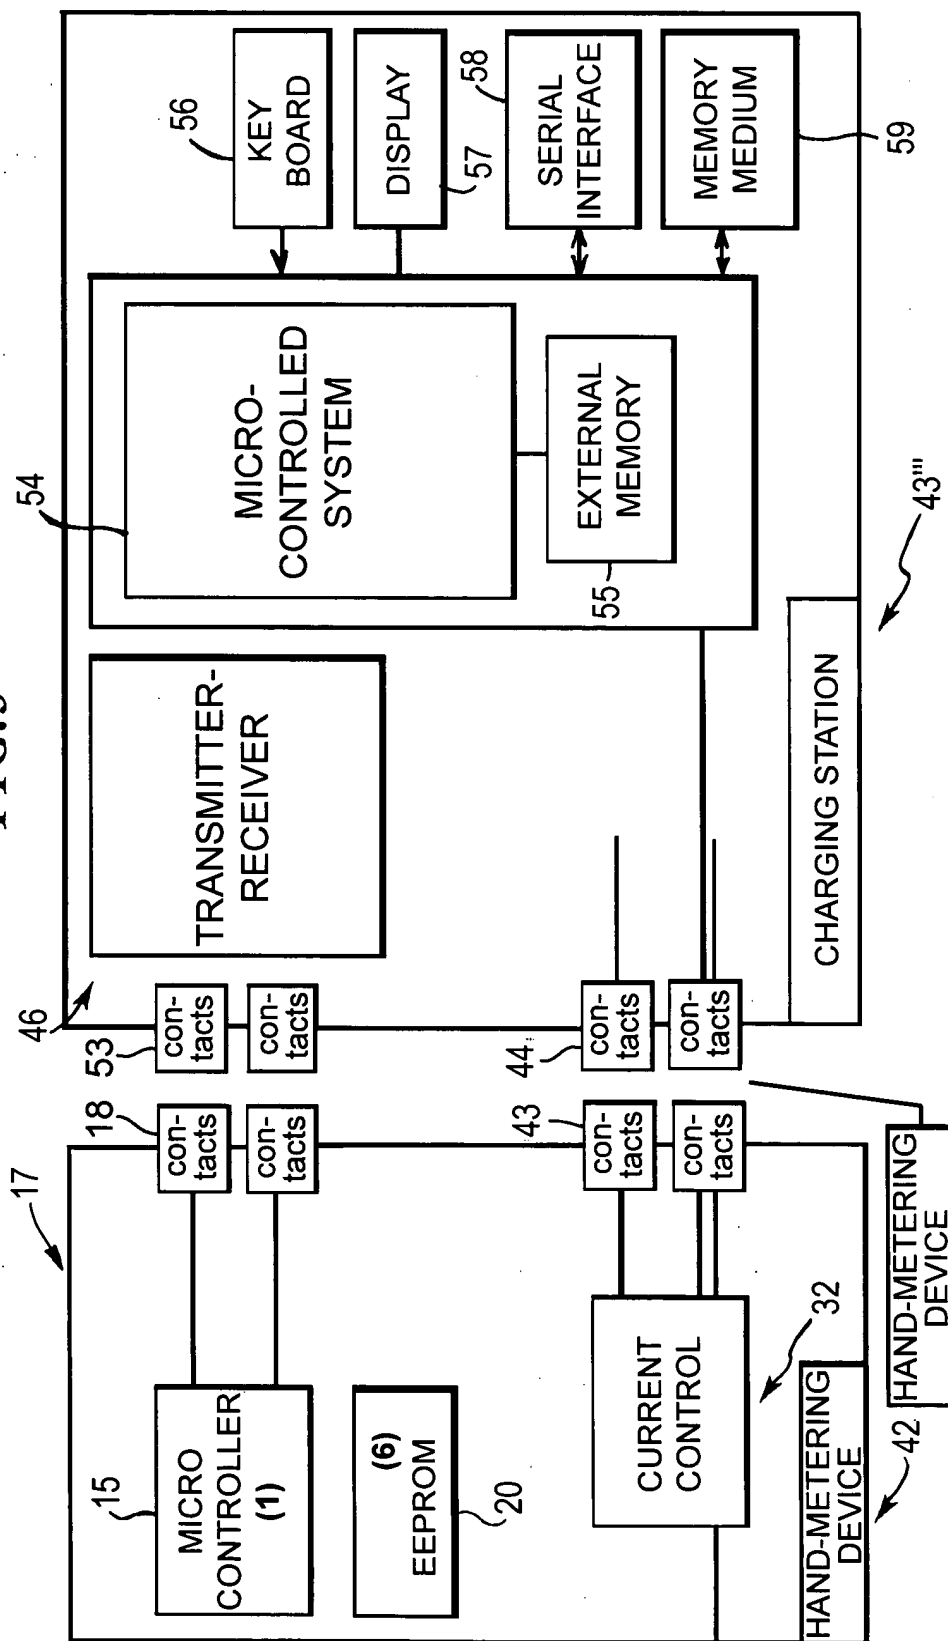 17
46
54
15
MICRO
CONTROLLER
(1)
18
con-
tacts
con-
tacts
53
con-
tacts
con-
tacts
TRANSMITTER-
RECEIVER
MICRO-
CONTROLLED
SYSTEM
56
KEY
BOARD
DISPLAY
57
(6)
EEPROM
20
58
SERIAL
INTERFACE
EXTERNAL
MEMORY
55
43
con-
tacts
con-
tacts
44
con-
tacts
con-
tacts
CURRENT
CONTROL
32
MEMORY
MEDIUM
59
HAND-METERING
DEVICE
42
HAND-METERING
DEVICE
CHARGING STATION
43'''